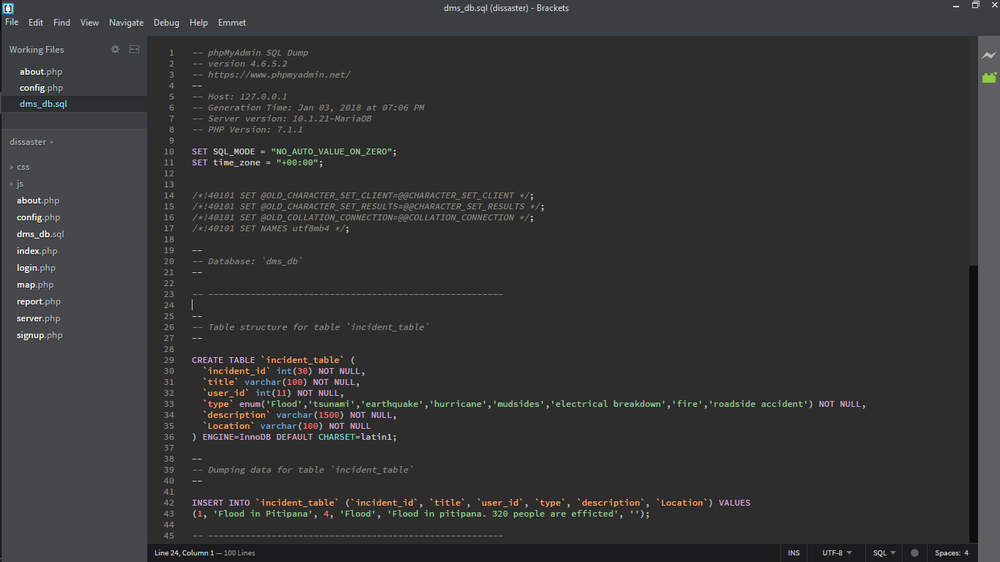 dms_db.sql (dissaster) - Brackets
File Edit Find View Navigate Debug Help Emmet
Working Files
about.php
config.php
dms_db.sql
dissaster
css
js
about.php
config.php
dms_db.sql
index.php
login.php
map.php
report.php
server.php
signup.php
1 -- phpMyAdmin SQL Dump
2 -- version 4.6.5.2
3 -- https://www.phpmyadmin.net/
4 --
5 -- Host: 127.0.0.1
6 -- Generation Time: Jan 03, 2018 at 07:06 PM
7 -- Server version: 10.1.21-MariaDB
8 -- PHP Version: 7.1.1
9
10 SET SQL_MODE = "NO_AUTO_VALUE_ON_ZERO";
11 SET time_zone = "+00:00";
12
13
14 /*!40101 SET @OLD_CHARACTER_SET_CLIENT=@@CHARACTER_SET_CLIENT */;
15 /*!40101 SET @OLD_CHARACTER_SET_RESULTS=@@CHARACTER_SET_RESULTS */;
16 /*!40101 SET @OLD_COLLATION_CONNECTION=@@COLLATION_CONNECTION */;
17 /*!40101 SET NAMES utf8mb4 */;
18
19 --
20 -- Database: `dms_db`
21 --
22
23 -- --------------------------------------------------------
24
25 --
26 -- Table structure for table `incident_table`
27 --
28
29 CREATE TABLE `incident_table` (
30 `incident_id` int(30) NOT NULL,
31 `title` varchar(100) NOT NULL,
32 `user_id` int(11) NOT NULL,
33 `type` enum('Flood','tsunami','earthquake','hurricane','mudsides','electrical breakdown','fire','roadside accident') NOT NULL,
34 `description` varchar(1500) NOT NULL,
35 `Location` varchar(100) NOT NULL
36 ) ENGINE=InnoDB DEFAULT CHARSET=latin1;
37
38 --
39 -- Dumping data for table `incident_table`
40 --
41
42 INSERT INTO `incident_table` (`incident_id`, `title`, `user_id`, `type`, `description`, `Location`) VALUES
43 (1, 'Flood in Pitipana', 4, 'Flood', 'Flood in pitipana. 320 people are efficted', '');
44
45 -- --------------------------------------------------------
Line 24, Column 1 — 100 Lines INS UTF-8 SQL Spaces: 4